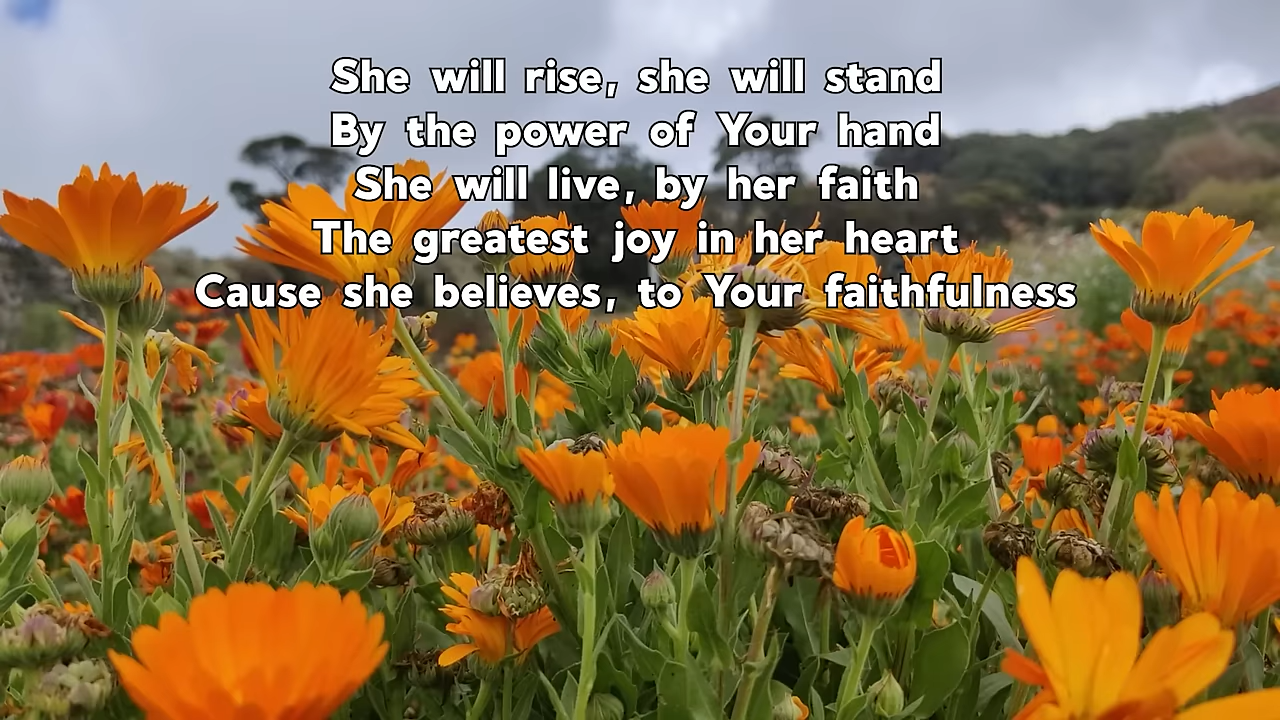 She will rise, she will stand
By the power of Your hand
She will live, by her faith
The greatest joy in her heart
Cause she believes, to Your faithfulness